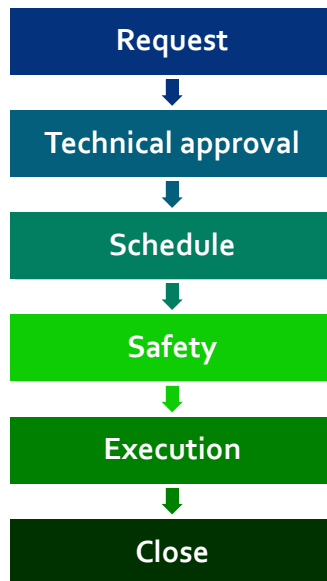 Request
Technical approval
Schedule
Safety
Execution
Close